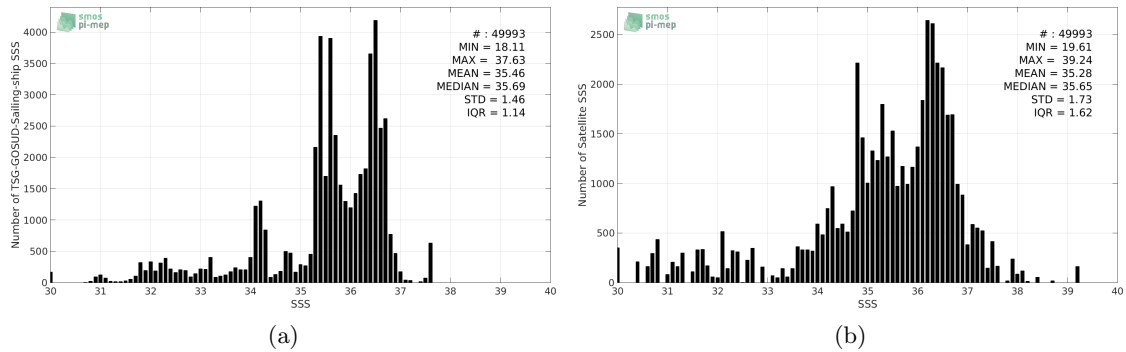 smos
pi-mep
# : 49993
MIN = 18.11
MAX = 37.63
MEAN = 35.46
MEDIAN = 35.69
STD = 1.46
IQR = 1.14
Number of TSG-GOSUD-Sailing-ship SSS
4000
3500
3000
2500
2000
1500
1000
500
0
30 31 32 33 34 35 36 37 38 39 40
SSS
(a)
smos
pi-mep
# : 49993
MIN = 19.61
MAX = 39.24
MEAN = 35.28
MEDIAN = 35.65
STD = 1.73
IQR = 1.62
Number of Satellite SSS
2500
2000
1500
1000
500
0
30 31 32 33 34 35 36 37 38 39 40
SSS
(b)